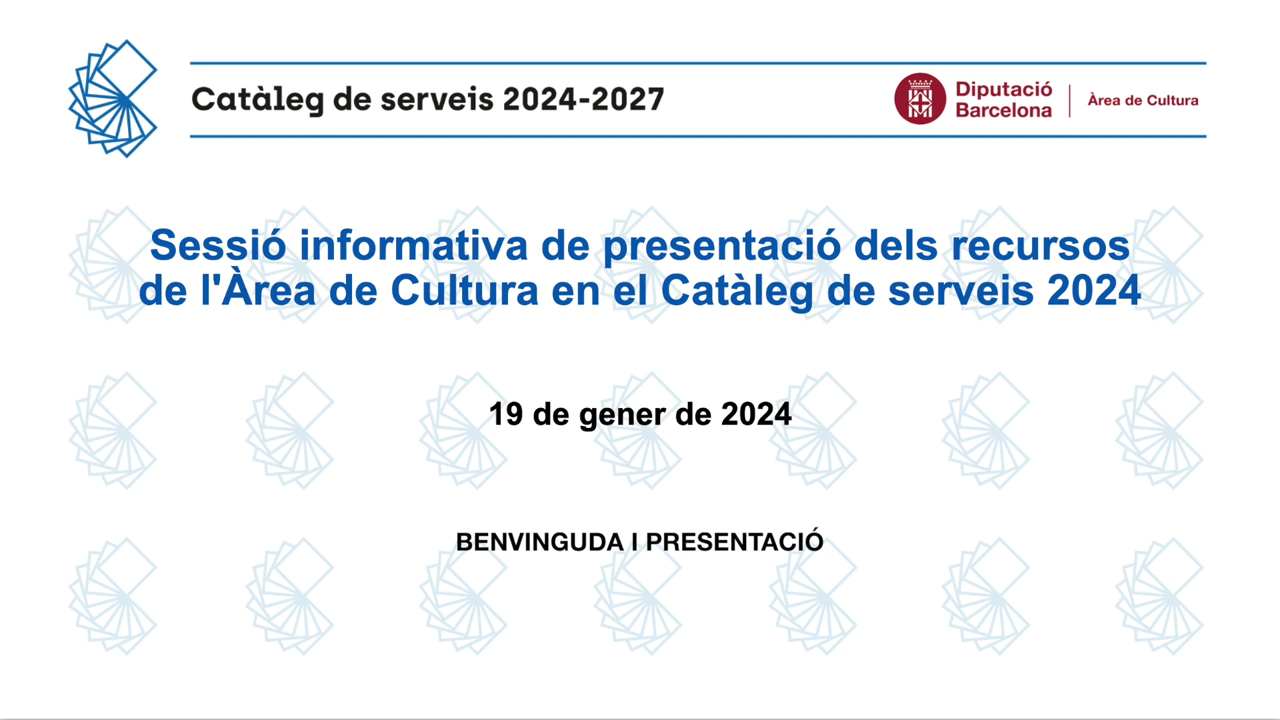 Catàleg de serveis 2024-2027
Diputació
Barcelona
Àrea de Cultura
Sessió informativa de presentació dels recursos
de l'Àrea de Cultura en el Catàleg de serveis 2024
19 de gener de 2024
BENVINGUDA I PRESENTACIÓ